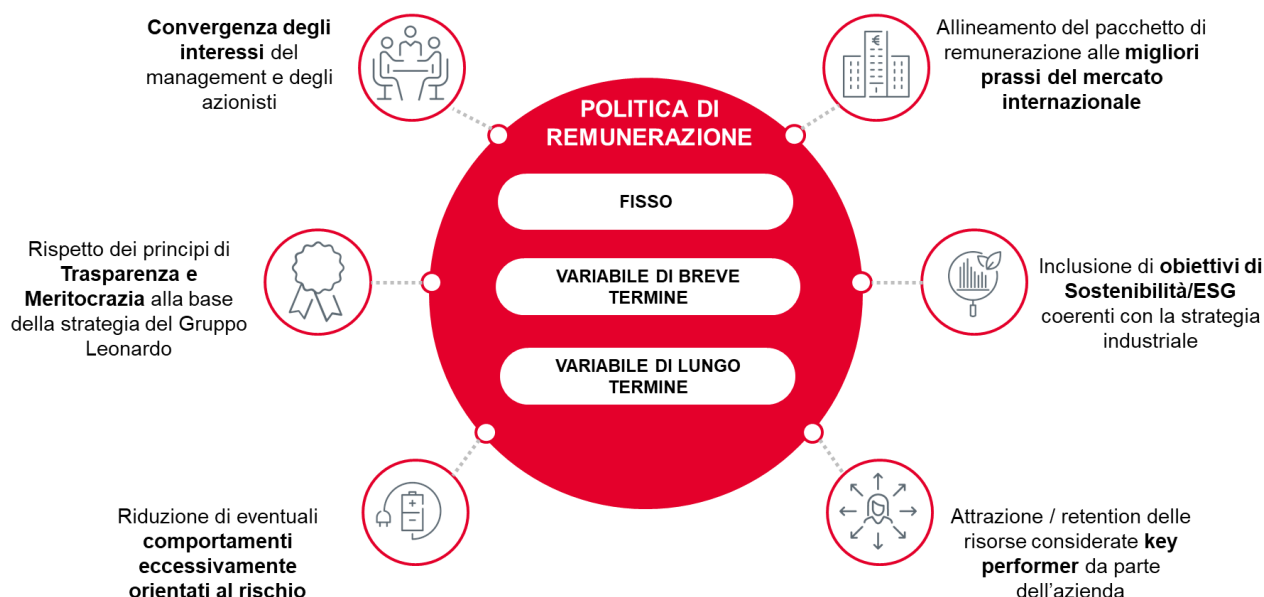 Convergenza degli
interessi del
management e degli
azionisti
Allineamento del pacchetto di
remunerazione alle migliori
prassi del mercato
internazionale
POLITICA DI
REMUNERAZIONE
FISSO
VARIABILE DI BREVE
TERMINE
VARIABILE DI LUNGO
TERMINE
Rispetto dei principi di
Trasparenza e
Meritocrazia alla base
della strategia del Gruppo
Leonardo
Inclusione di obiettivi di
Sostenibilità/ESG
coerenti con la strategia
industriale
Riduzione di eventuali
comportamenti
eccessivamente
orientati al rischio
Attrazione / retention delle
risorse considerate key
performer da parte
dell'azienda
€